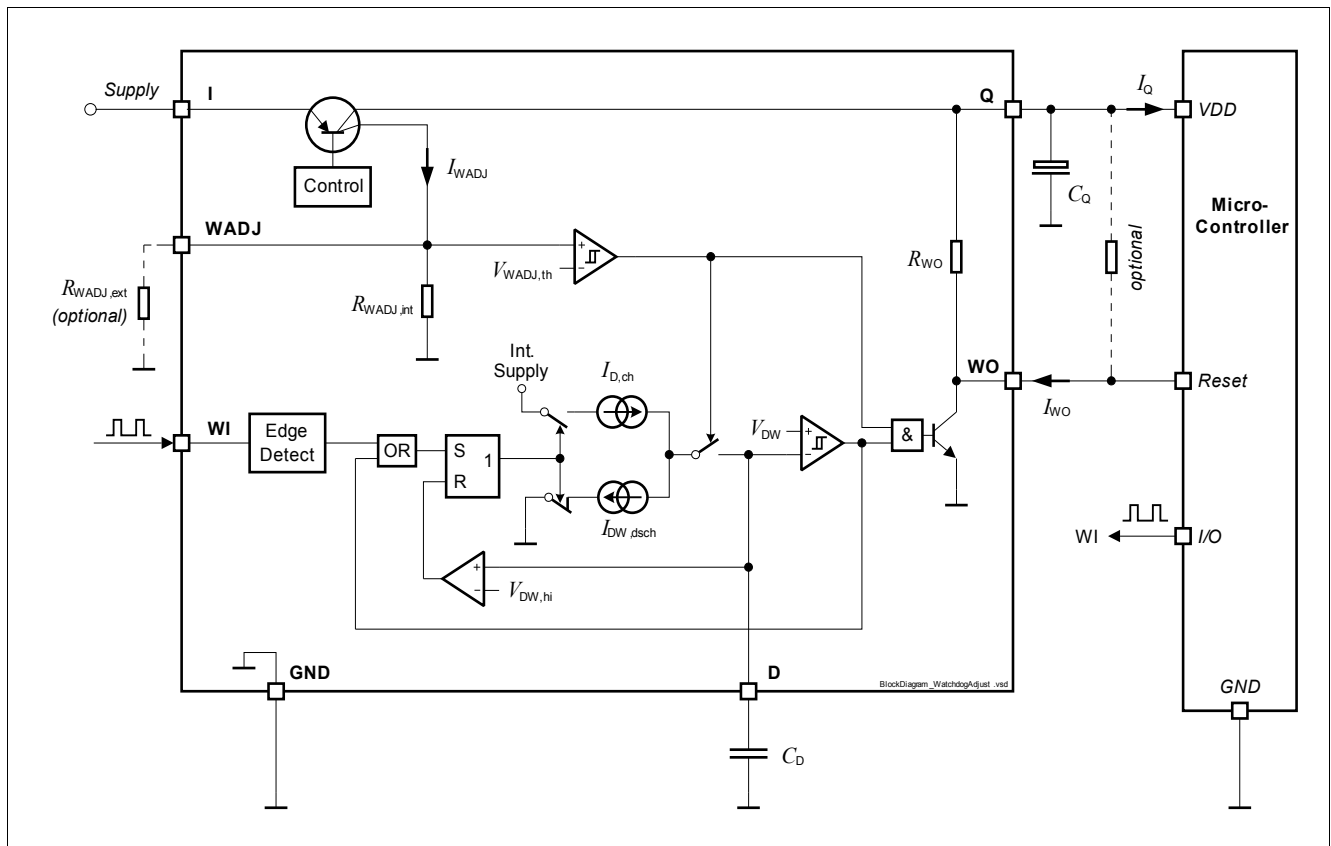 Supply
I
Q
I_Q
VDD
Control
I_WADJ
C_Q
Micro-
Controller
WADJ
V_WADJ,th
+
−
R_WO
optional
R_WADJ,ext
(optional)
R_WADJ,int
Int.
Supply
I_D,ch
WO
Reset
I_WO
WI
Edge
Detect
OR
S
R
1
V_DW
+
−
&
I_DW,dsch
WI
I/O
+
−
V_DW,hi
GND
D
BlockDiagram_WatchdogAdjust .vsd
GND
C_D